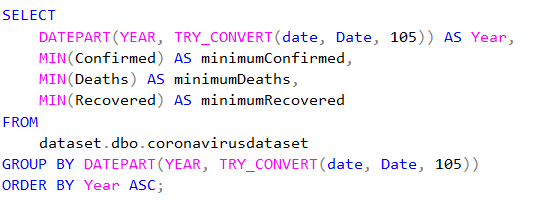 SELECT
DATEPART(YEAR, TRY_CONVERT(date, Date, 105)) AS Year,
MIN(Confirmed) AS minimumConfirmed,
MIN(Deaths) AS minimumDeaths,
MIN(Recovered) AS minimumRecovered
FROM
dataset.dbo.coronavirusdataset
GROUP BY DATEPART(YEAR, TRY_CONVERT(date, Date, 105))
ORDER BY Year ASC;